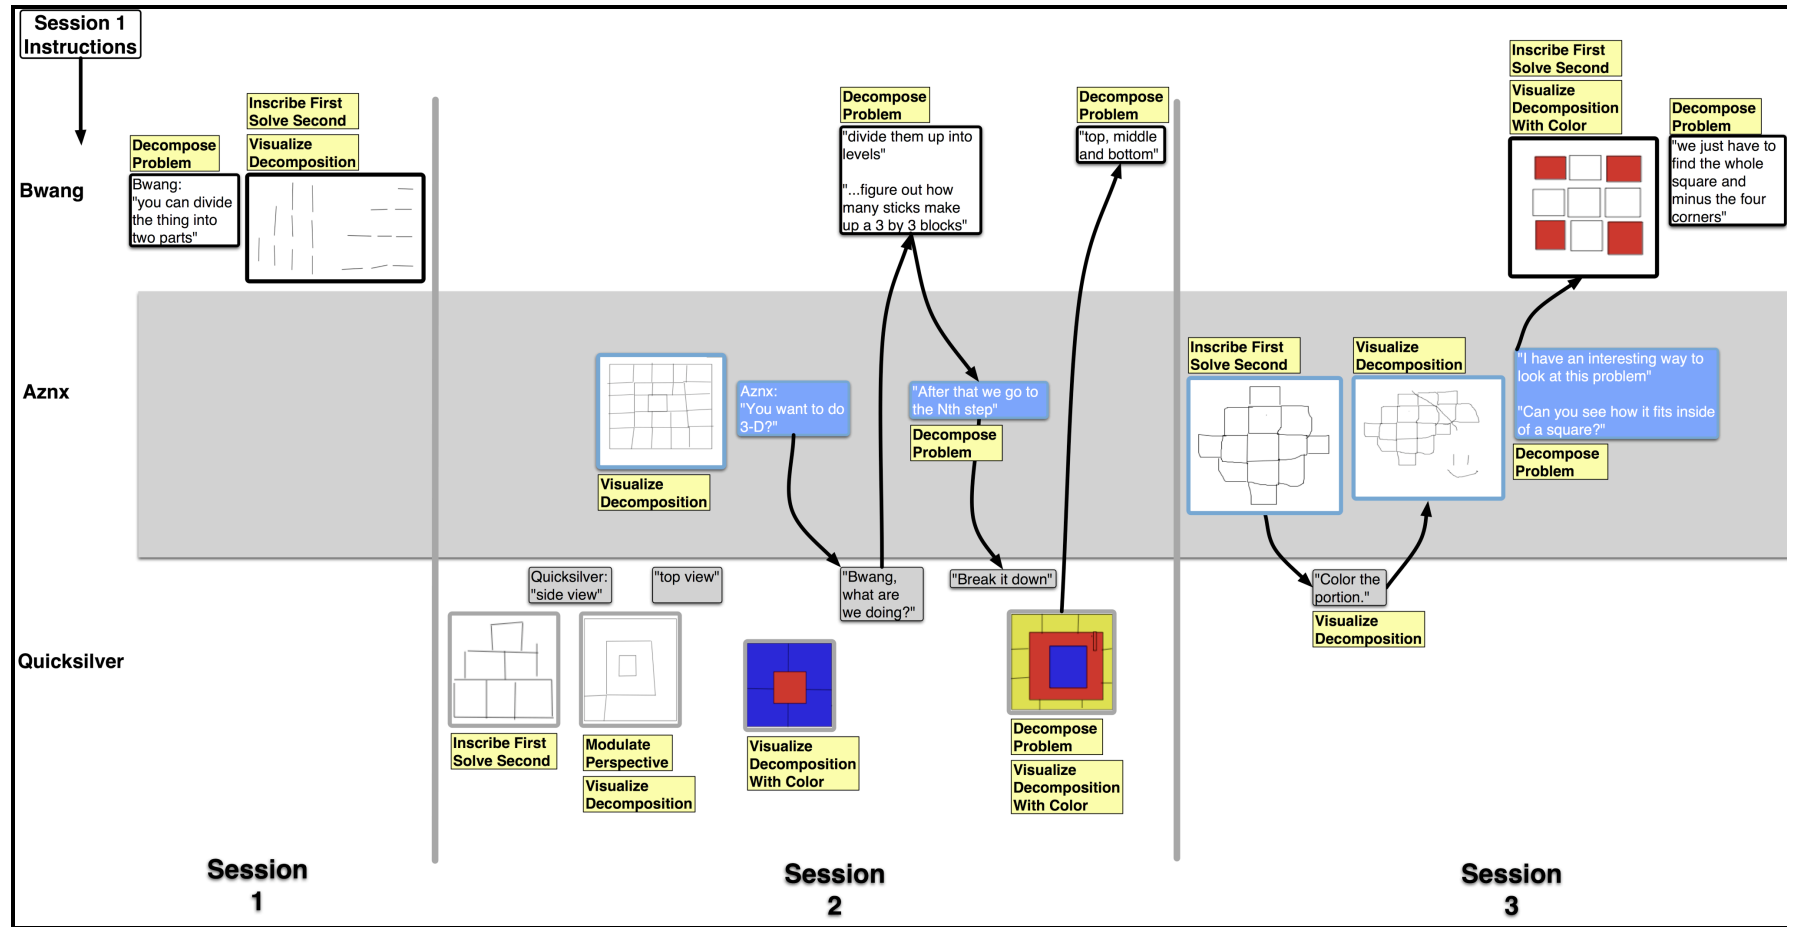 Session 1
Instructions
Bwang
Decompose
Problem
Bwang:
"you can divide
the thing into
two parts"
Inscribe First
Solve Second
Visualize
Decomposition
Decompose
Problem
"divide them up into
levels"
"...figure out how
many sticks make
up a 3 by 3 blocks"
Decompose
Problem
"top, middle
and bottom"
Inscribe First
Solve Second
Visualize
Decomposition
With Color
Decompose
Problem
"we just have to
find the whole
square and
minus the four
corners"
Aznx
Visualize
Decomposition
Aznx:
"You want to do
3-D?"
"After that we go to
the Nth step"
Decompose
Problem
Inscribe First
Solve Second
Visualize
Decomposition
"I have an interesting way to
look at this problem"
"Can you see how it fits inside
of a square?"
Decompose
Problem
Quicksilver
Quicksilver:
"side view"
"top view"
"Bwang,
what are
we doing?"
"Break it down"
"Color the
portion."
Visualize
Decomposition
Inscribe First
Solve Second
Modulate
Perspective
Visualize
Decomposition
Visualize
Decomposition
With Color
Decompose
Problem
Visualize
Decomposition
With Color
Session
1
Session
2
Session
3